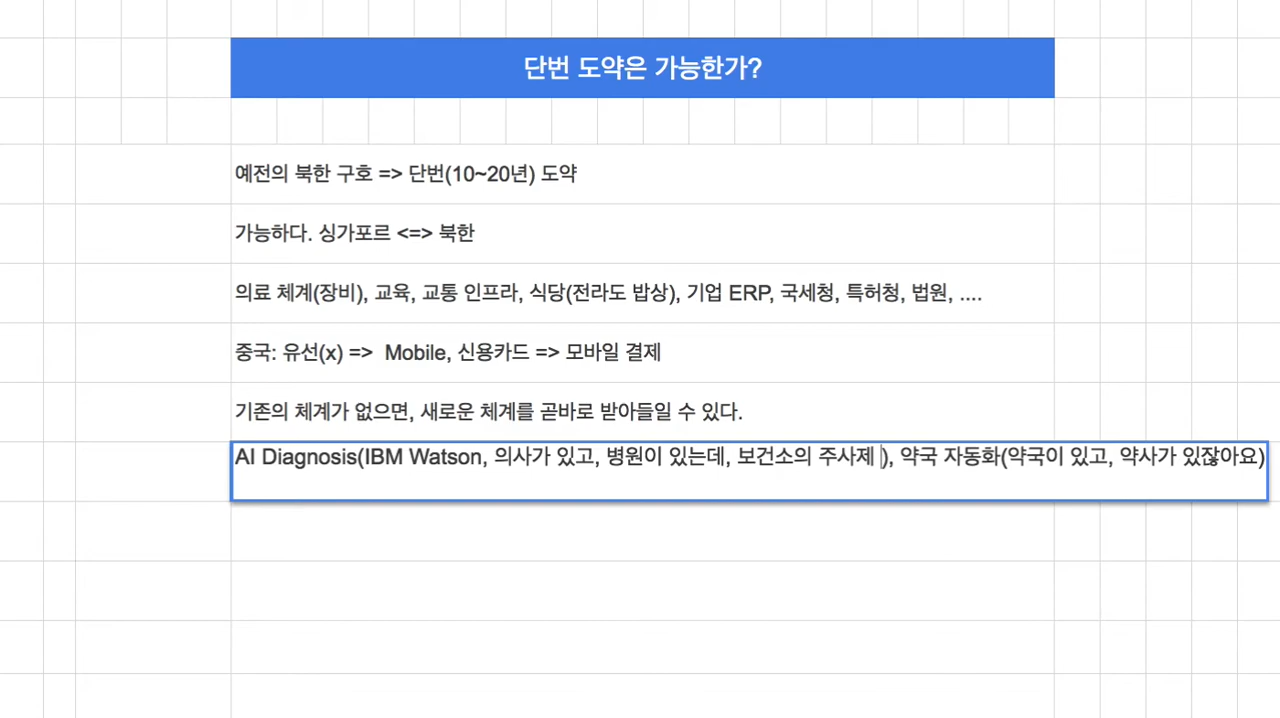 단번 도약은 가능한가?
예전의 북한 구호 => 단번(10~20년) 도약
가능하다. 싱가포르 <=> 북한
의료 체계(장비), 교육, 교통 인프라, 식당(전라도 밥상), 기업 ERP, 국세청, 특허청, 법원, ....
중국: 유선(x) => Mobile, 신용카드 => 모바일 결제
기존의 체계가 없으면, 새로운 체계를 곧바로 받아들일 수 있다.
AI Diagnosis(IBM Watson, 의사가 있고, 병원이 있는데, 보건소의 주사제 ), 약국 자동화(약국이 있고, 약사가 있잖아요)